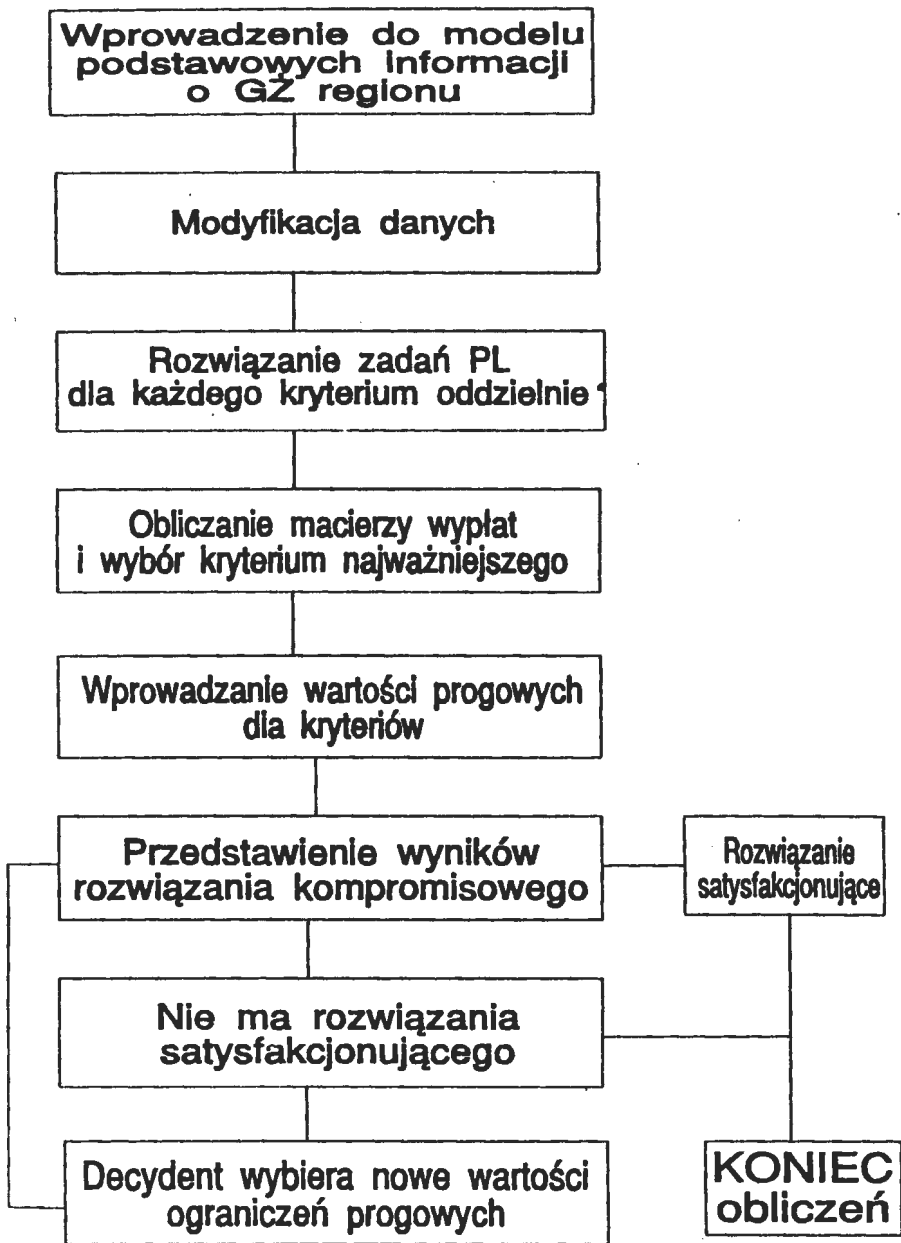 Wprowadzenie do modelu
podstawowych informacji
o GŻ regionu
Modyfikacja danych
Rozwiązanie zadań PL
dla każdego kryterium oddzielnie
Obliczanie macierzy wypłat
i wybór kryterium najważniejszego
Wprowadzanie wartości progowych
dla kryteriów
Przedstawienie wyników
rozwiązania kompromisowego
Rozwiązanie
satysfakcjonujące
Nie ma rozwiązania
satysfakcjonującego
Decydent wybiera nowe wartości
ograniczeń progowych
KONIEC
obliczeń